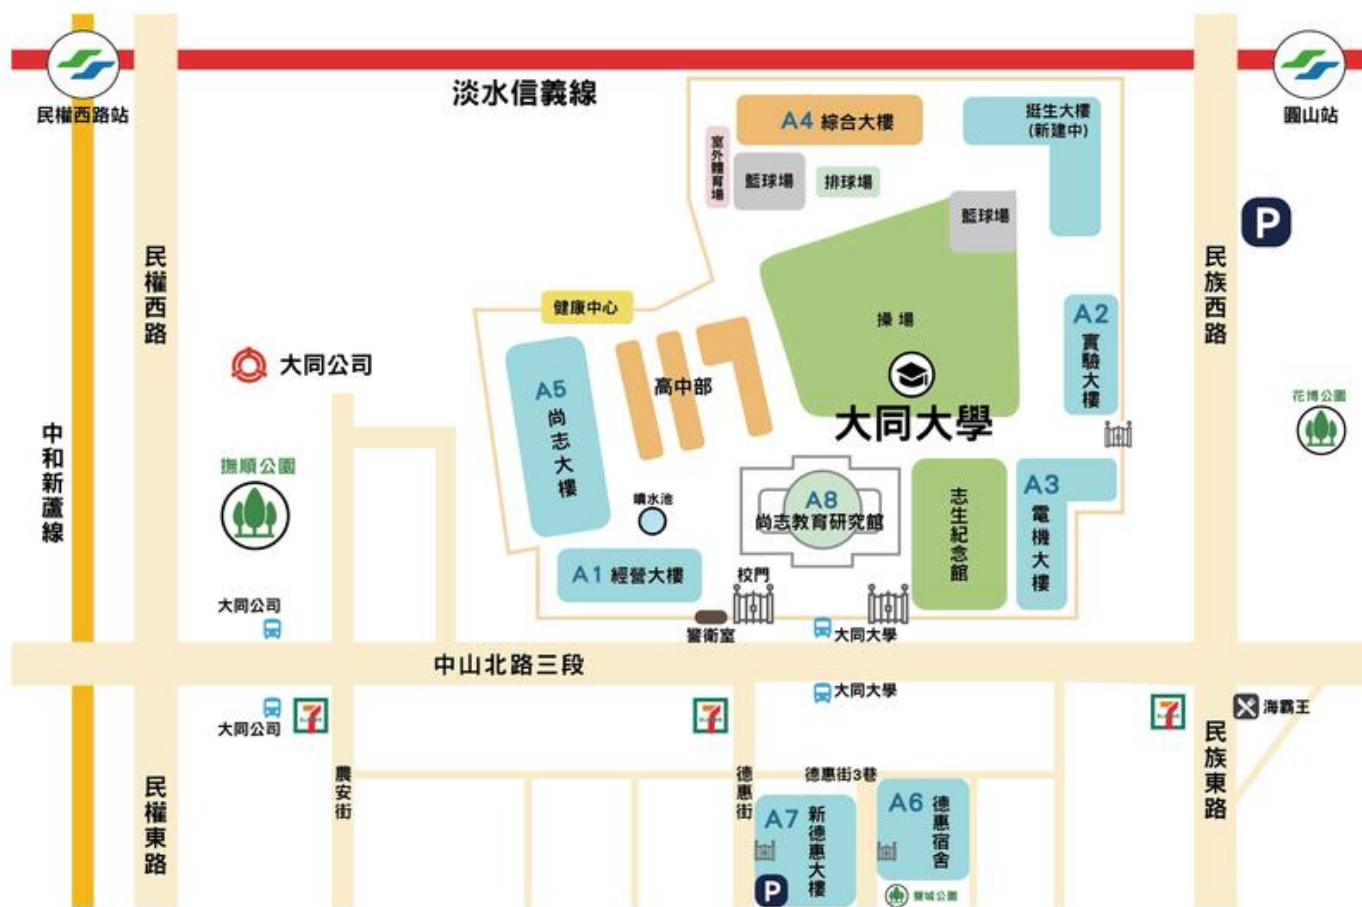 淡水信義線
民權西路站
圓山站
A4 綜合大樓
挺生大樓
(新建中)
室外體育場
籃球場
排球場
籃球場
民權西路
民族西路
P
健康中心
操場
A2
實驗大樓
大同公司
高中部
A5
尚志大樓
大同大學
花博公園
中和新蘆線
撫順公園
噴水池
A8
尚志教育研究館
志生紀念館
A3
電機大樓
A1 經營大樓
校門
大同公司
警衛室
大同大學
中山北路三段
大同公司
7
7
大同大學
7
海霸王
民權東路
農安街
德惠街
德惠街3巷
民族東路
A7
新德惠大樓
P
A6
德惠宿舍
雙城公園